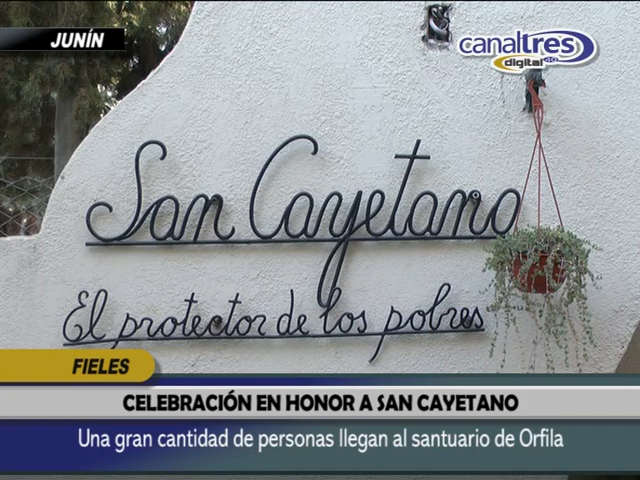 JUNÍN
canaltres
digital
San Cayetano
El protector de los pobres
FIELES
CELEBRACIÓN EN HONOR A SAN CAYETANO
Una gran cantidad de personas llegan al santuario de Orfila